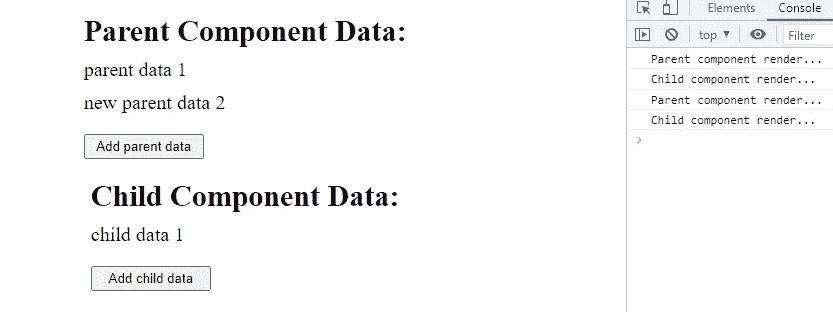 Parent Component Data:
parent data 1
new parent data 2
Add parent data
Child Component Data:
child data 1
Add child data
Elements Console
top ▼ Filter
Parent component render...
Child component render...
Parent component render...
Child component render...
>